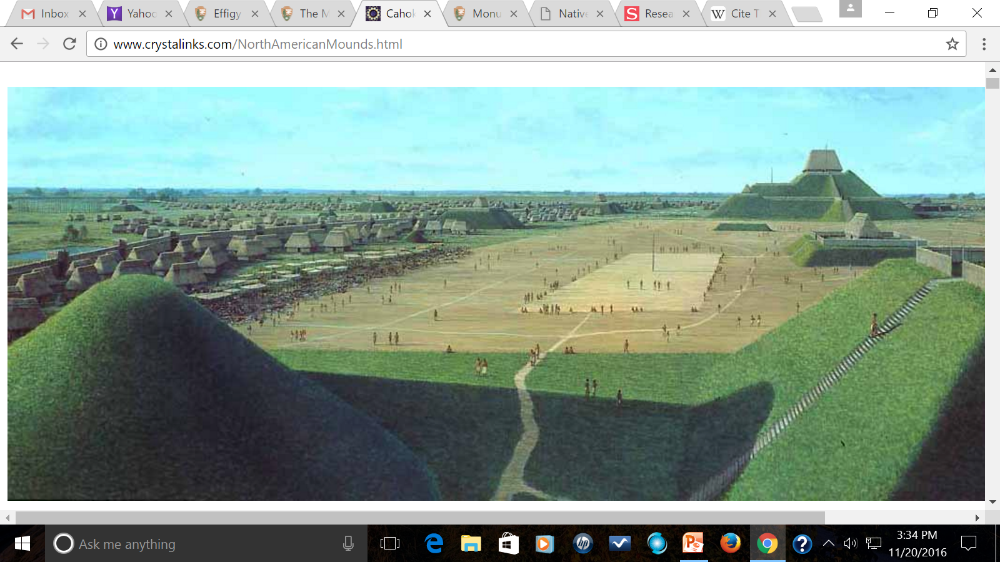 Inbox Yahoo Effigy The M Cahok Monu Native Resea Cite T
www.crystalinks.com/NorthAmericanMounds.html
Ask me anything
3:34 PM
11/20/2016